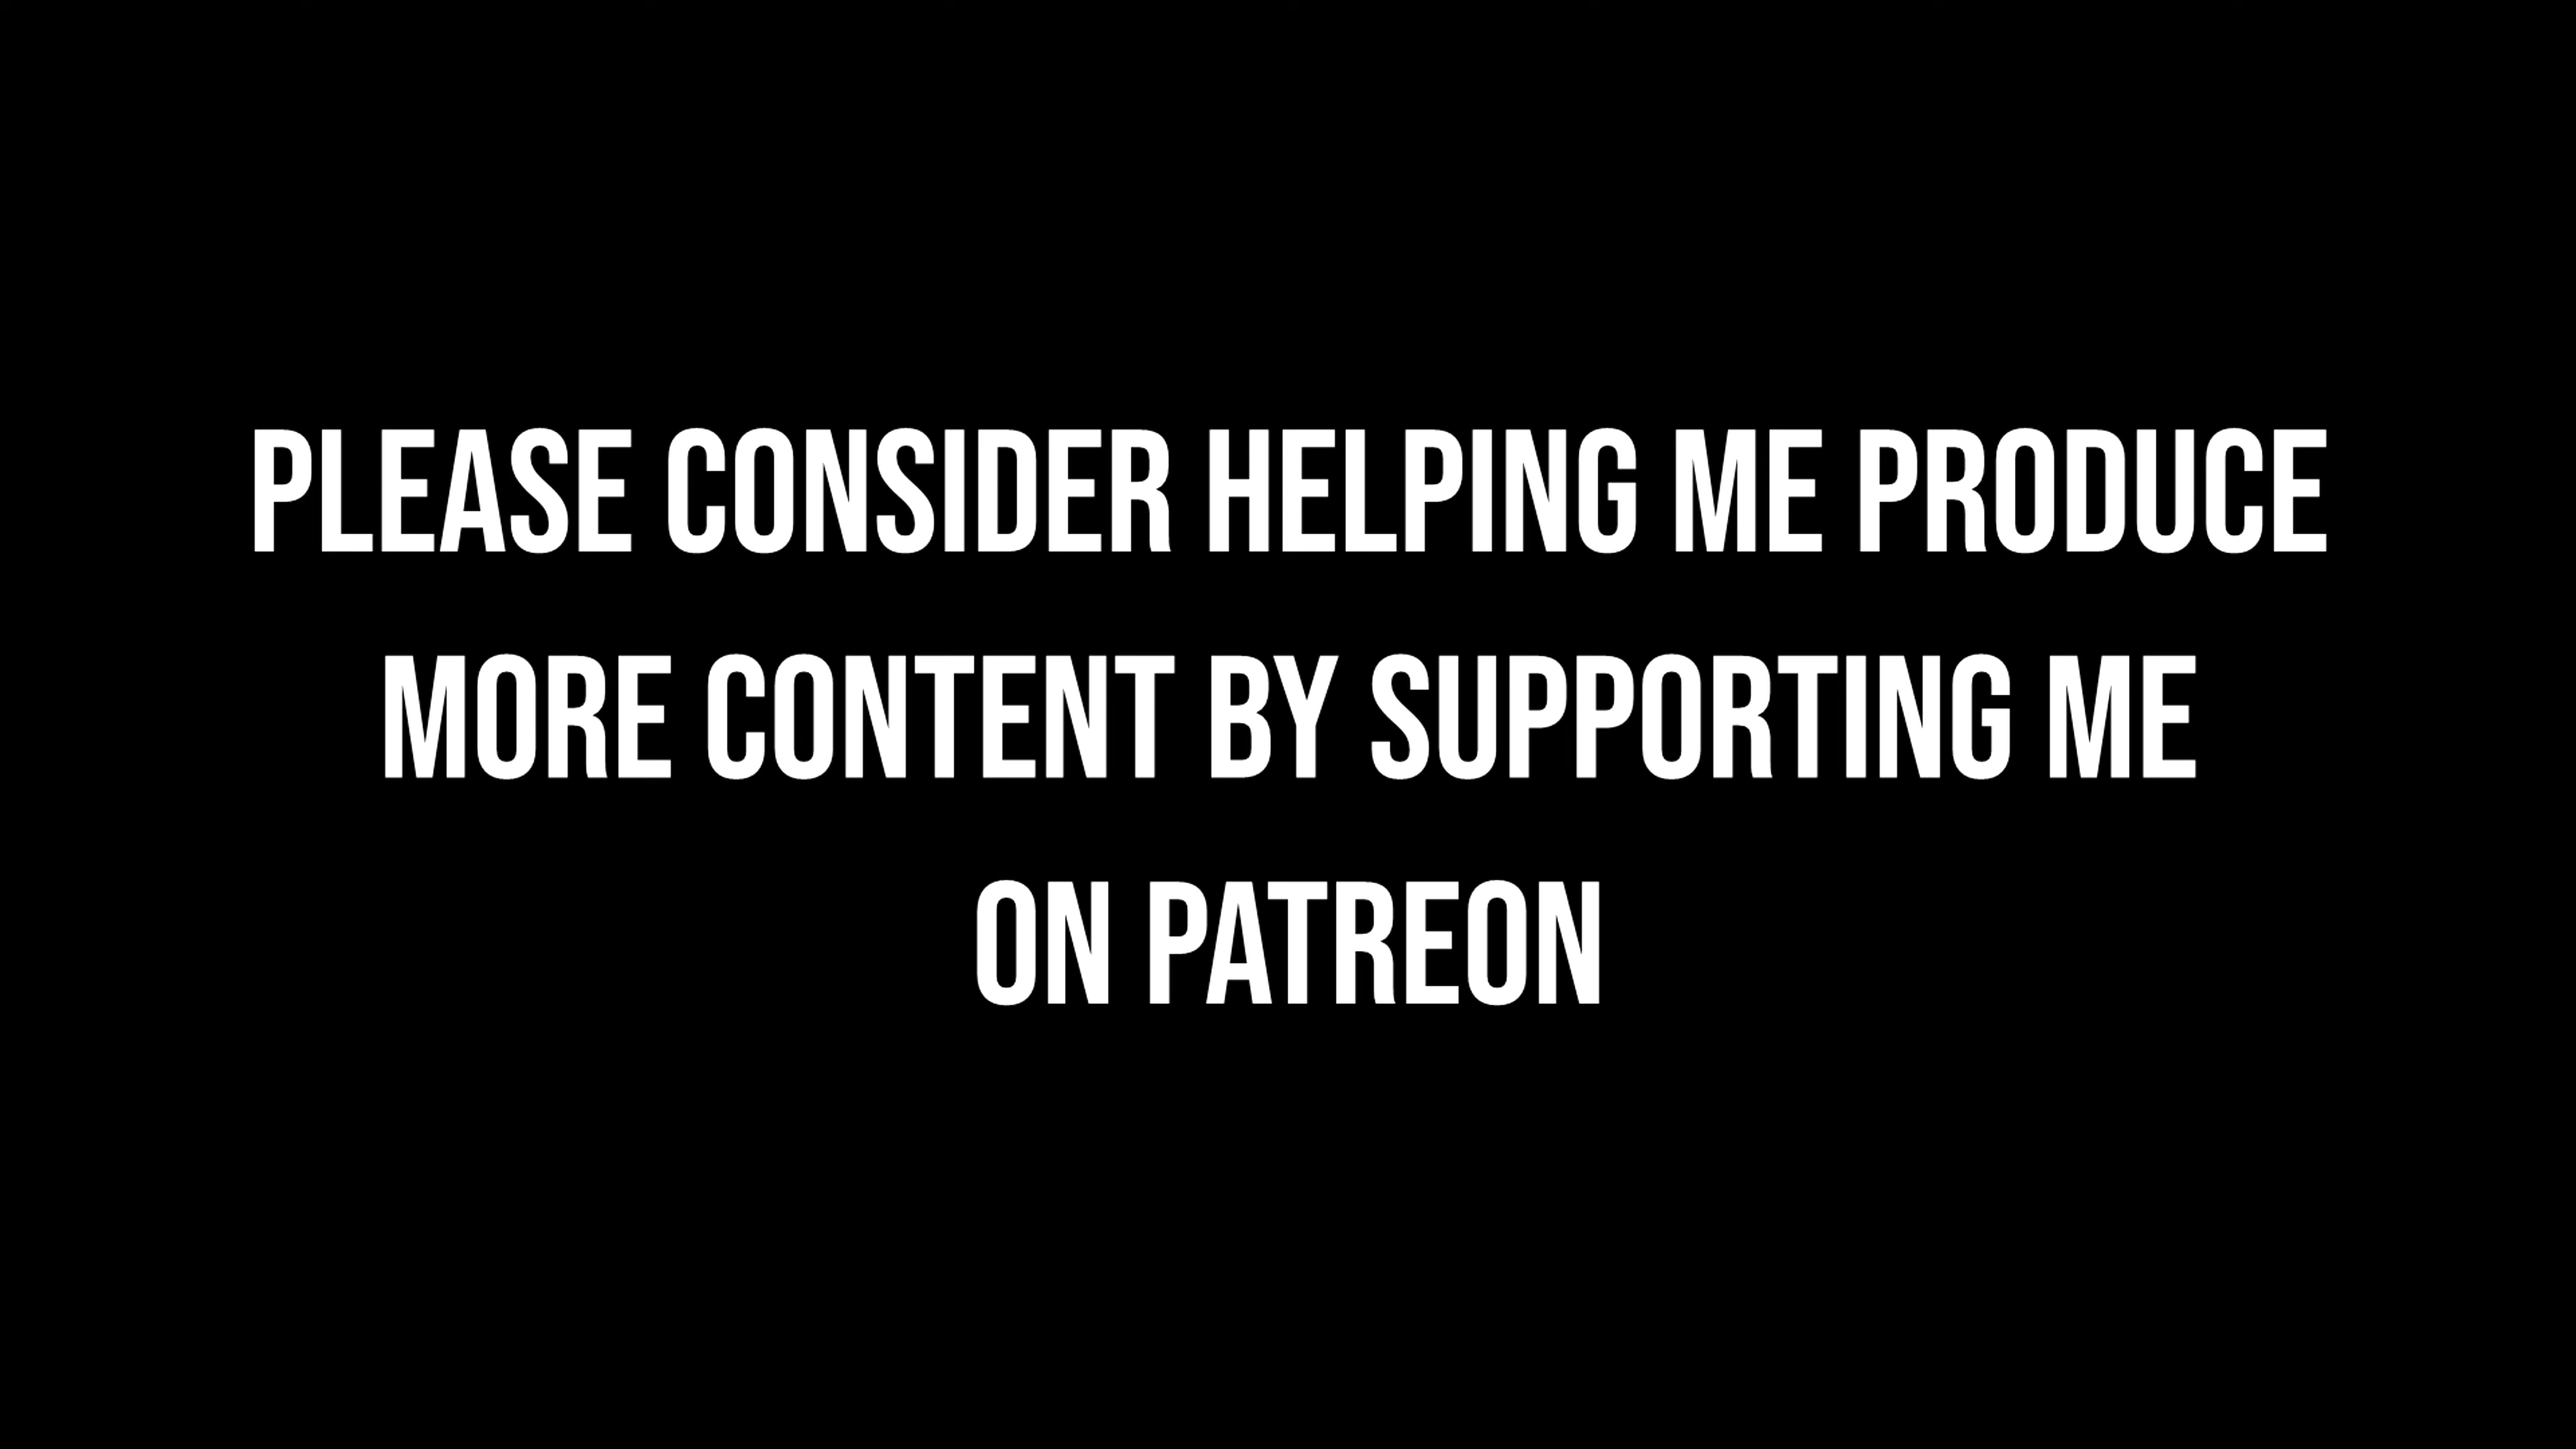 PLEASE CONSIDER HELPING ME PRODUCE
MORE CONTENT BY SUPPORTING ME
ON PATREON